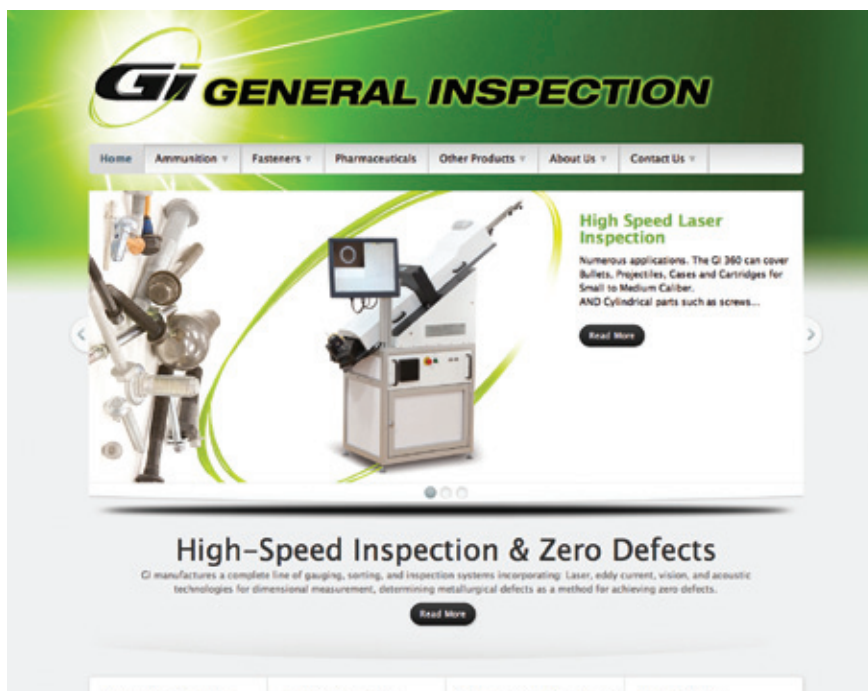 Gi GENERAL INSPECTION
Home Ammunition Fasteners Pharmaceuticals Other Products About Us Contact Us
High Speed Laser
Inspection
Numerous applications. The GI 360 can cover
Bullets, Projectiles, Cases and Cartridges for
Small to Medium Caliber.
AND Cylindrical parts such as screws...
Read More
High-Speed Inspection & Zero Defects
GI manufactures a complete line of gauging, sorting, and inspection systems incorporating: Laser, eddy current, vision, and acoustic
technologies for dimensional measurement, determining metallurgical defects as a method for achieving zero defects.
Read More